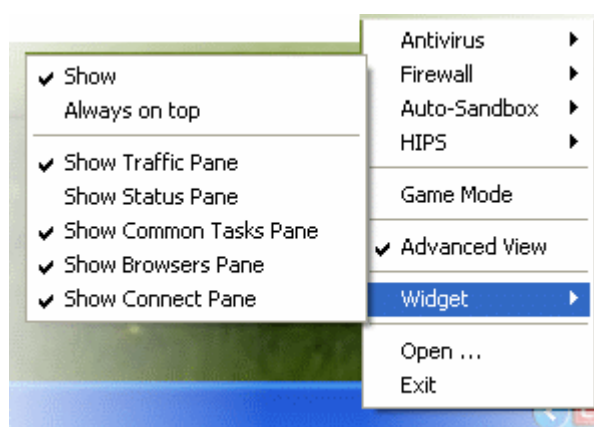 Show
Always on top
Show Traffic Pane
Show Status Pane
Show Common Tasks Pane
Show Browsers Pane
Show Connect Pane
Antivirus
Firewall
Auto-Sandbox
HIPS
Game Mode
Advanced View
Widget
Open ...
Exit